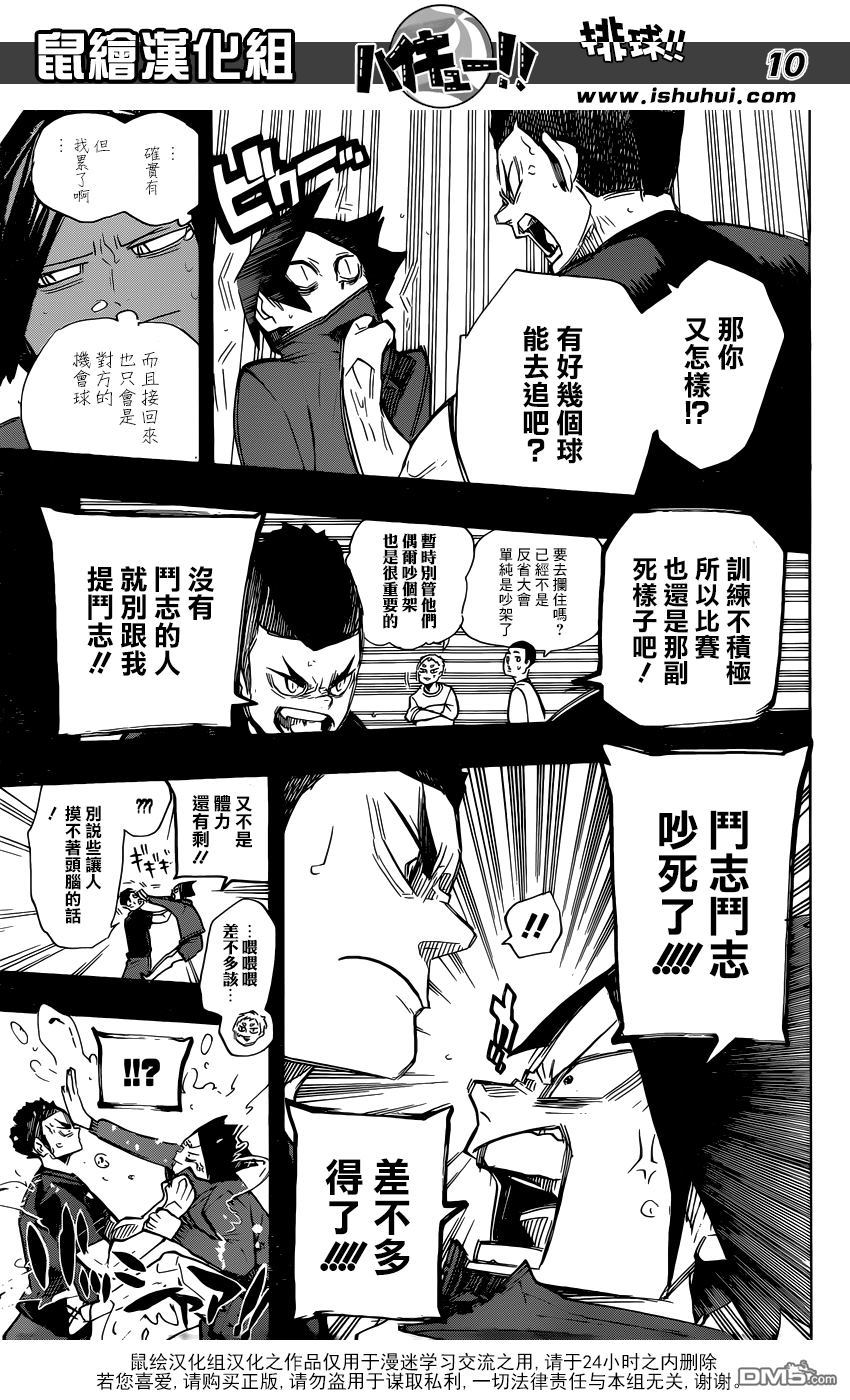 鼠繪漢化組
ハイキュー!!
排球!!
10
www.ishuhui.com
那你
又怎樣!?
有好幾個球
能去追吧?
ビクーッ
…
確實有
但
我累了啊
…
而且接回來
也只會是
對方的
機會球
訓練不積極
所以比賽
也還是那副
死樣子吧!
要去攔住嗎?
已經不是
反省大會
單純是吵架了
暫時別管他們
偶爾吵個架
也是很重要的
沒有
鬥志的人
就別跟我
提鬥志!!
鬥志鬥志
吵死了!!!!
!!
差不多
得了!!!!
又不是
體力
還有剩!!
???
ギギギ
別説些讓人
摸不著頭腦的話
!
…喂喂喂
差不多該…
!!?
鼠绘汉化组汉化之作品仅用于漫迷学习交流之用, 请于24小时之内删除
若您喜爱, 请购买正版, 请勿盗用于谋取私利, 一切法律责任与本组无关, 谢谢。
DM5.com